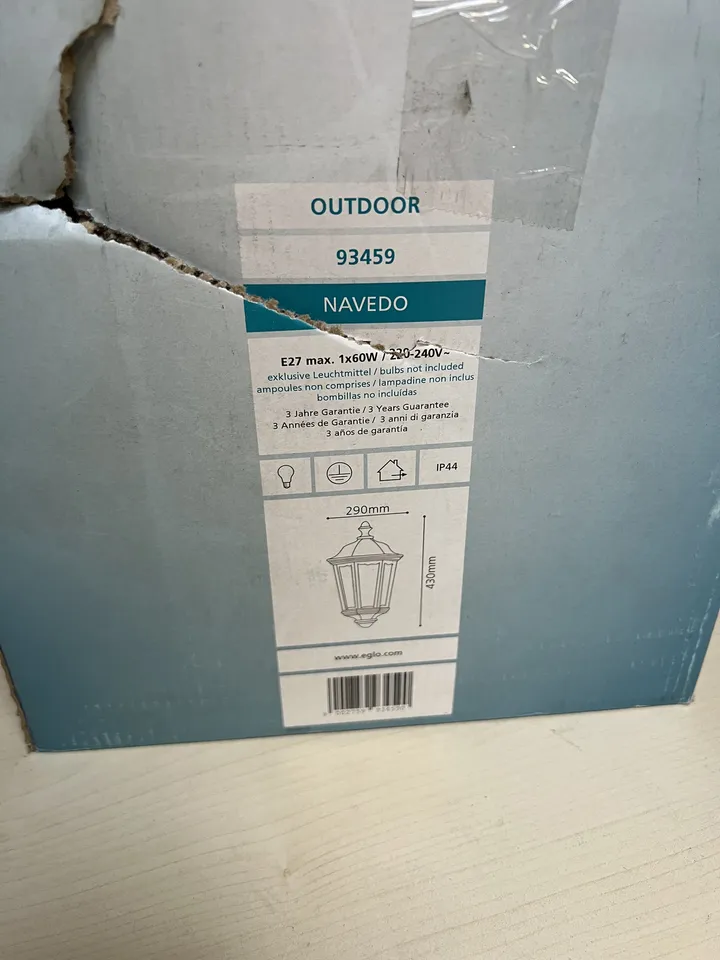 OUTDOOR
93459
NAVEDO
E27 max. 1x60W / 220-240V~
exklusive Leuchtmittel / bulbs not included
ampoules non comprises / lampadine non inclus
bombillas no incluídas
3 Jahre Garantie / 3 Years Guarantee
3 Années de Garantie / 3 anni di garanzia
3 años de garantía
IP44
290mm
430mm
www.eglo.com